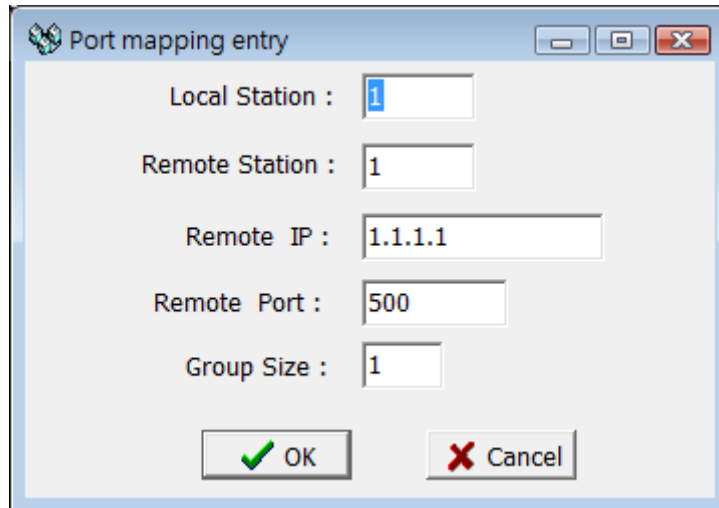 Port mapping entry
Local Station : 1
Remote Station : 1
Remote IP : 1.1.1.1
Remote Port : 500
Group Size : 1
OK Cancel